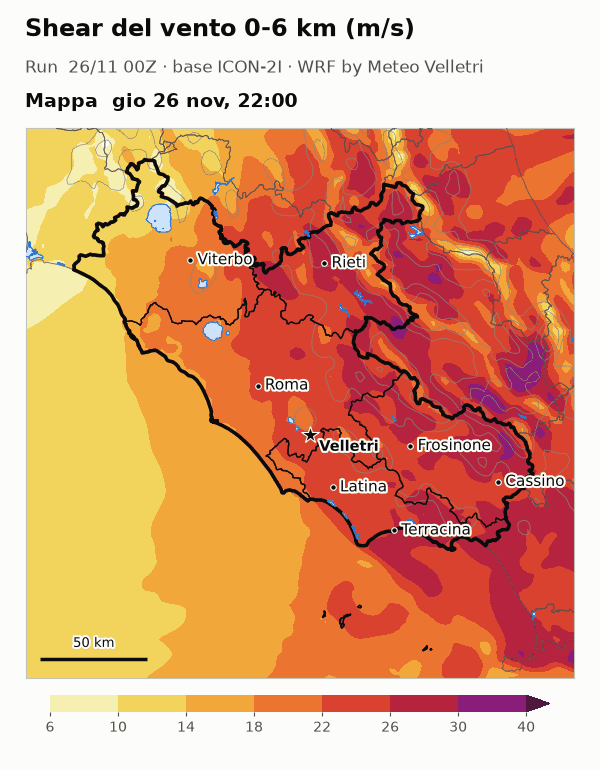 Shear del vento 0-6 km (m/s)
Run  26/11 00Z · base ICON-2I · WRF by Meteo Velletri
Mappa  gio 26 nov, 22:00
Viterbo
Rieti
Roma
Velletri
Frosinone
Cassino
Latina
Terracina
50 km
6 10 14 18 22 26 30 40